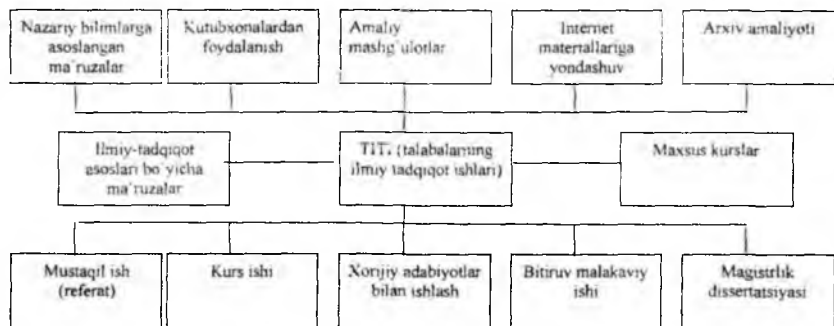 Nazariy bilimlarga
asoslangan
ma`ruzalar
Kutubxonalardan
foydalanish
Amaliy
mashg`ulotlar
Internet
materiallariga
yondashuv
Arxiv amaliyoti
Ilmiy-tadqiqot
asoslari bo`yicha
ma`ruzalar
TIT. (talabalarning
ilmiy tadqiqot ishlari)
Maxsus kurslar
Mustaqil ish
(referat)
Kurs ishi
Xorijiy adabiyotlar
bilan ishlash
Bitiruv malakaviy
ishi
Magistrlik
dissertatsiyasi